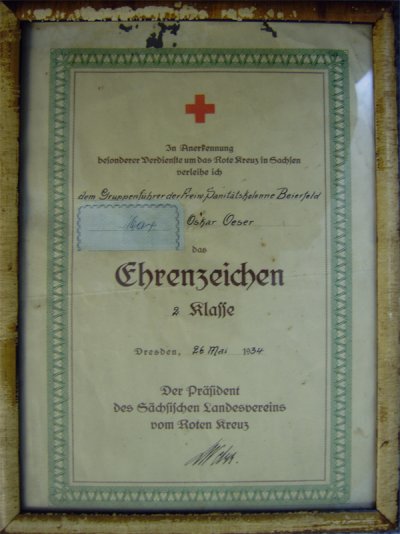 In Anerkennung
besonderer Verdienste um das Rote Kreuz in Sachsen
verleihe ich
dem Gruppenführer der Freiw. Sanitätskolonne Beierfeld
Oskar Oeser
das
Ehrenzeichen
2 Klasse
Dresden, 26 Mai 1934
Der Präsident
des Sächsischen Landesvereins
vom Roten Kreuz